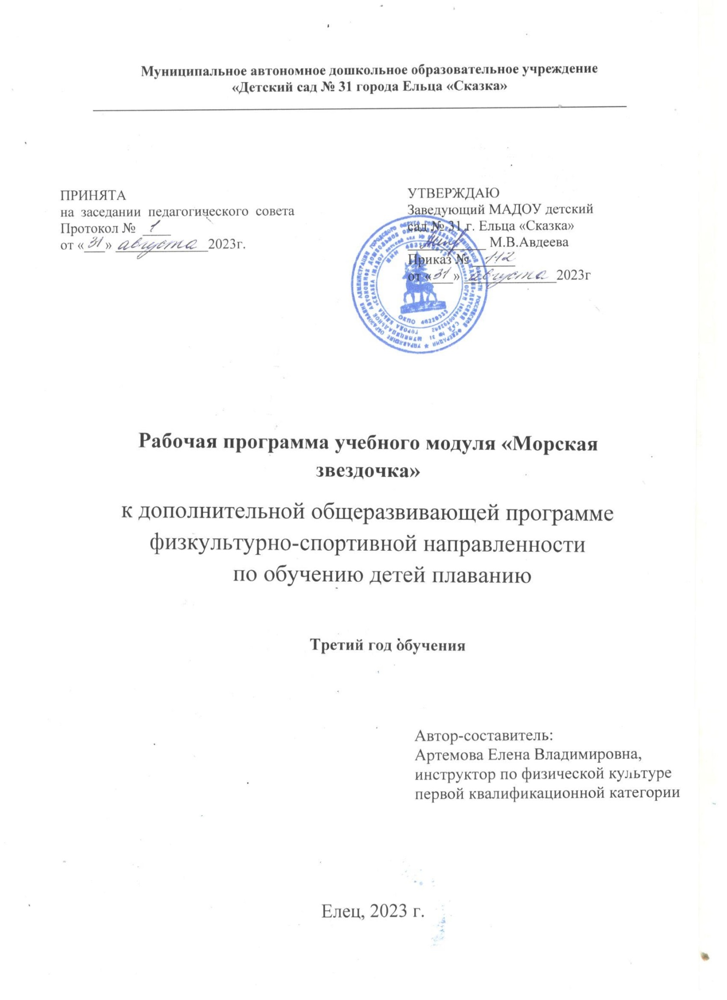 Муниципальное автономное дошкольное образовательное учреждение
«Детский сад № 31 города Ельца «Сказка»
ПРИНЯТА
на заседании педагогического совета
Протокол № 1
от «31» августа 2023г.
УТВЕРЖДАЮ
Заведующий МАДОУ детский
сад № 31 г. Ельца «Сказка»
М.В.Авдеева
Приказ № 112
от «31» августа 2023г
ОКПО 46220333
Рабочая программа учебного модуля «Морская
звездочка»
к дополнительной общеразвивающей программе
физкультурно-спортивной направленности
по обучению детей плаванию
Третий год обучения
Автор-составитель:
Артемова Елена Владимировна,
инструктор по физической культуре
первой квалификационной категории
Елец, 2023 г.